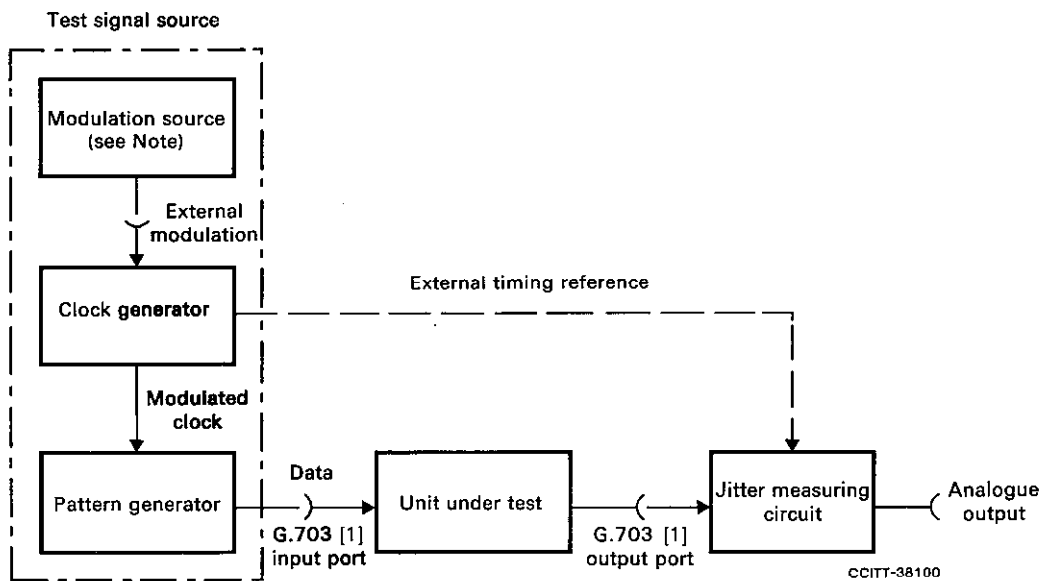 Test signal source
Modulation source
(see Note)
External
modulation
Clock generator
External timing reference
Modulated
clock
Pattern generator
Data
G.703 [1]
input port
Unit under test
G.703 [1]
output port
Jitter measuring
circuit
Analogue
output
CCITT-38100